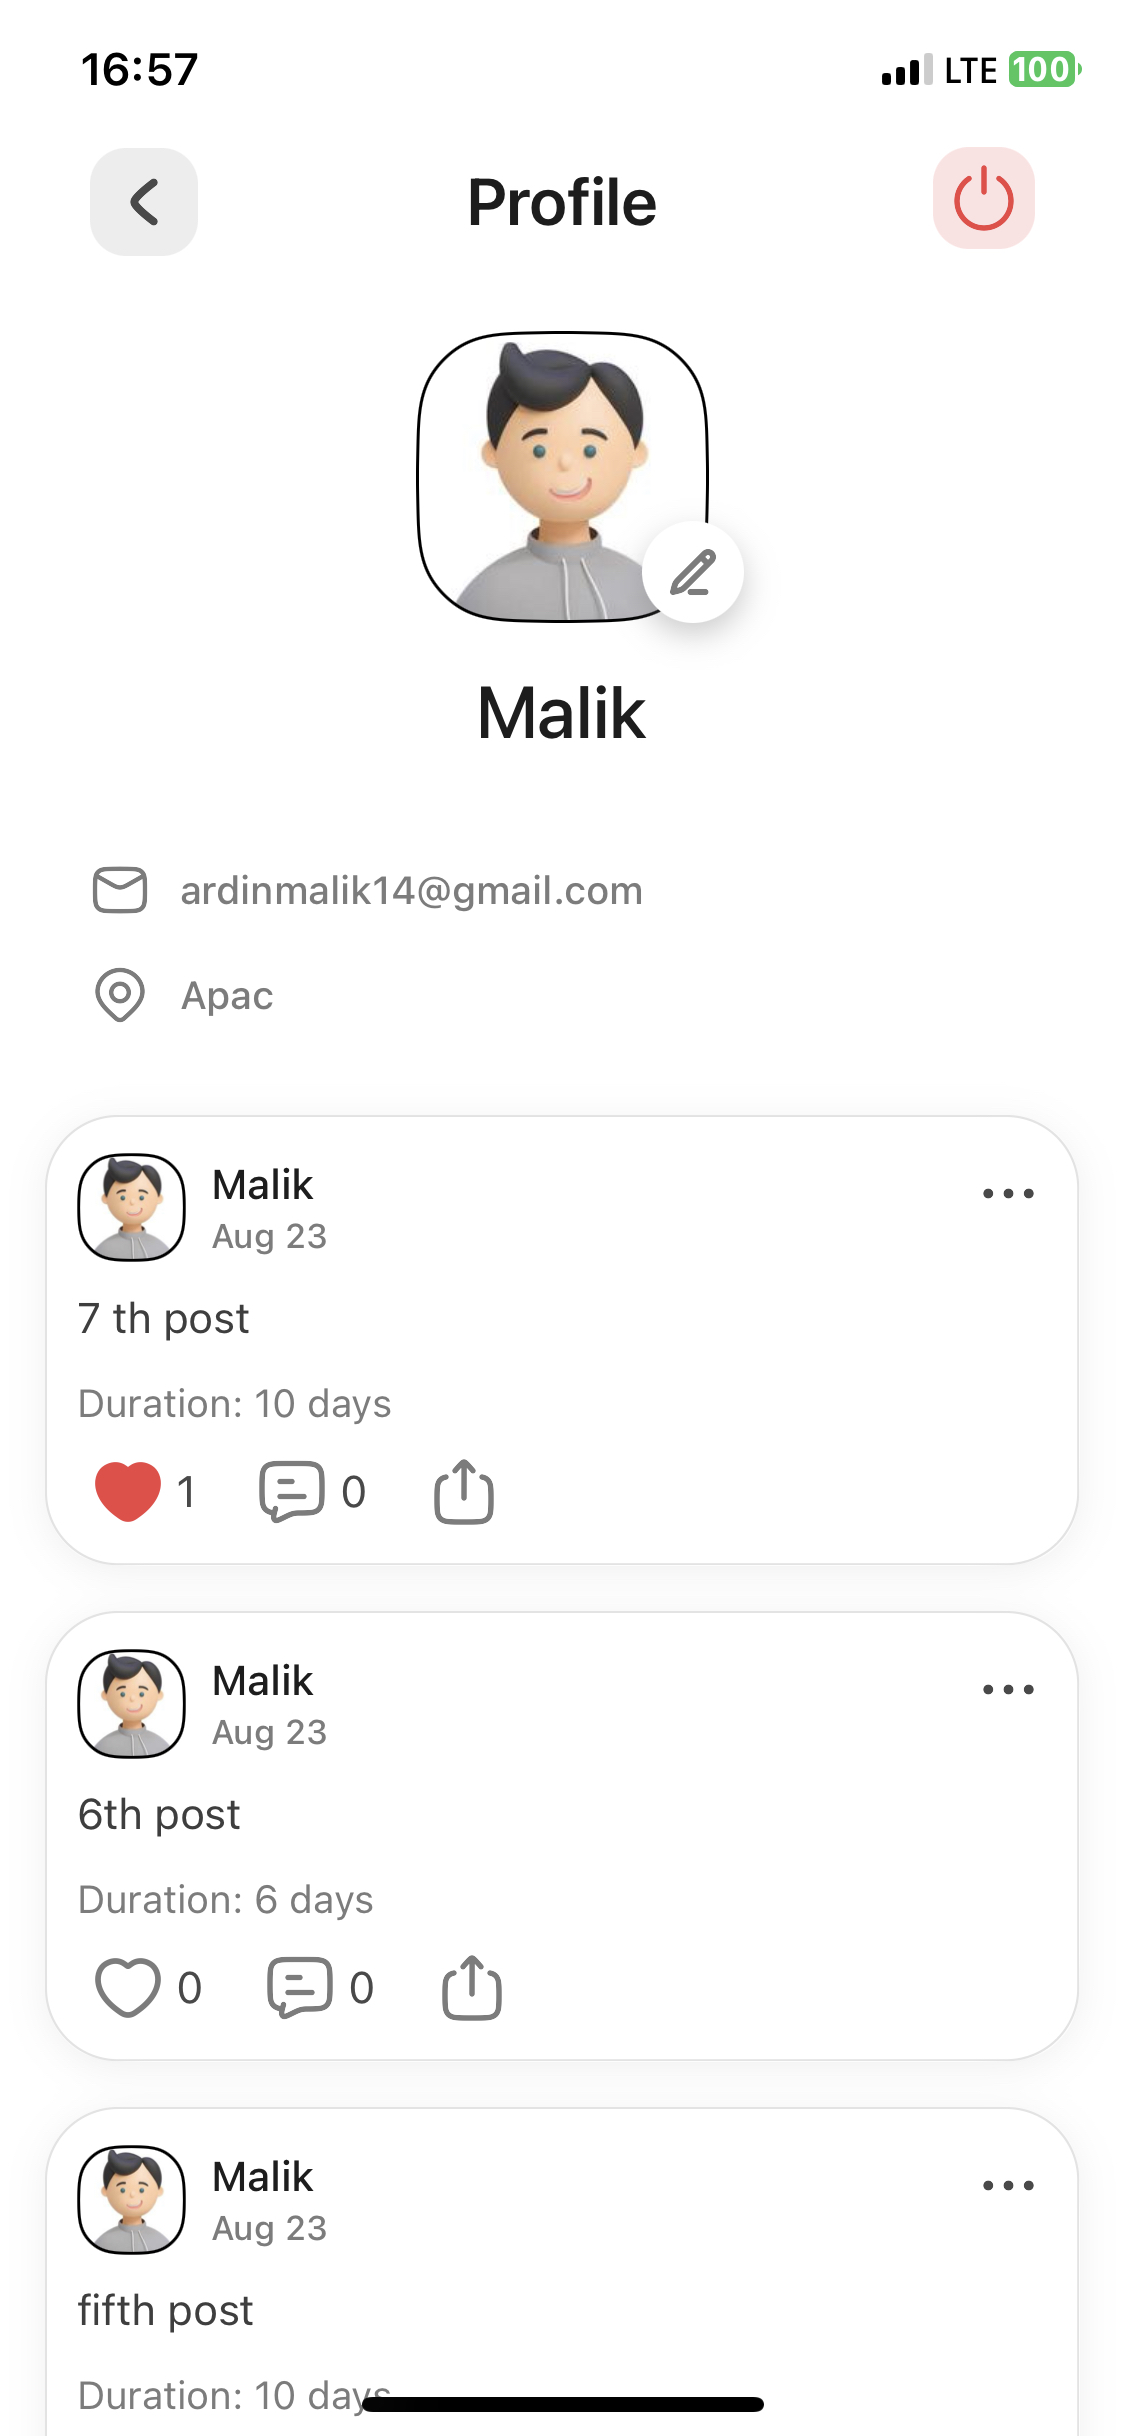 16:57 LTE 100
Profile
Malik
ardinmalik14@gmail.com
Apac
Malik
Aug 23
7 th post
Duration: 10 days
1 0
Malik
Aug 23
6th post
Duration: 6 days
0 0
Malik
Aug 23
fifth post
Duration: 10 days